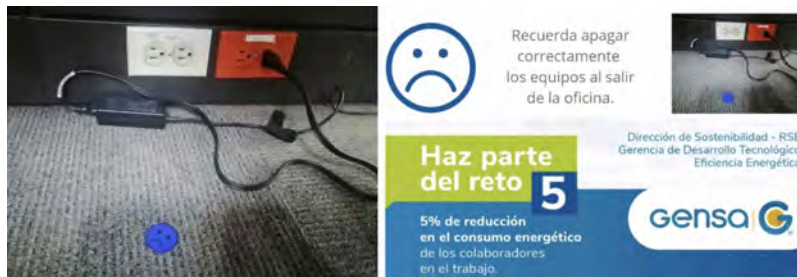 Recuerda apagar
correctamente
los equipos al salir
de la oficina.
Dirección de Sostenibilidad - RSE
Gerencia de Desarrollo Tecnológico
Eficiencia Energética
Haz parte
del reto 5
5% de reducción
en el consumo energético
de los colaboradores
en el trabajo.
Gensa